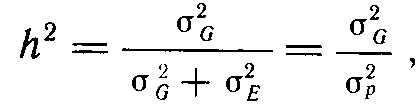 h² = σ²_G / (σ²_G + σ²_E) = σ²_G / σ²_p ,